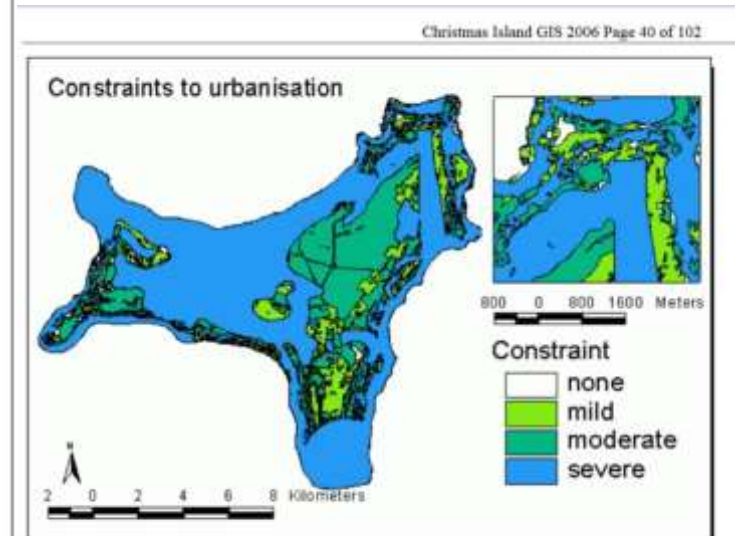 Christmas Island GIS 2006 Page 40 of 102
Constraints to urbanisation
800 0 800 1600 Meters
Constraint
none
mild
moderate
severe
N
2 0 2 4 6 8 Kilometers